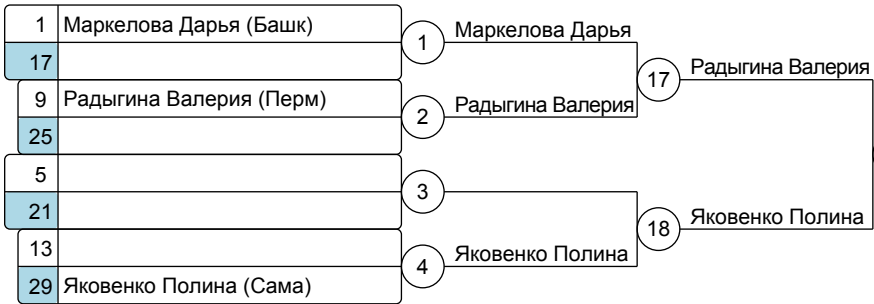 1 Маркелова Дарья (Башк)
17
1
Маркелова Дарья
9 Радыгина Валерия (Перм)
25
2
Радыгина Валерия
17
Радыгина Валерия
5
21
3
13
29 Яковенко Полина (Сама)
4
Яковенко Полина
18
Яковенко Полина